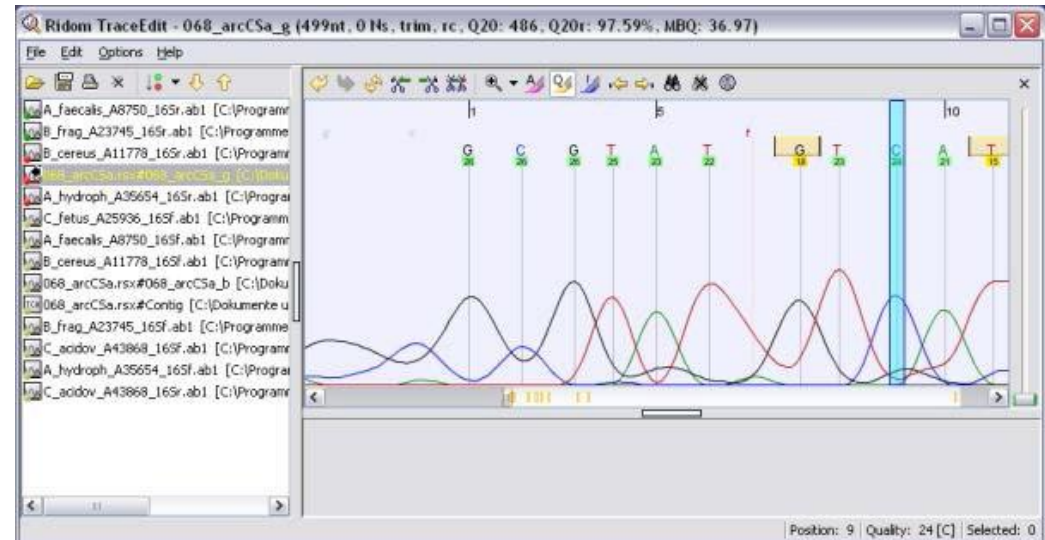 Ridom TraceEdit - 068_arcCSa_g (499nt, 0 Ns, trim, rc, Q20: 486, Q20r: 97.59%, MBQ: 36.97)
File Edit Options Help
A_faecalis_A8750_16Sr.ab1 [C:\Programr
B_frag_A23745_16Sr.ab1 [C:\Programme
B_cereus_A11778_16Sr.ab1 [C:\Programr
068_arcCSa.rsx#068_arcCSa_g [C:\Doku
A_hydroph_A35654_16Sr.ab1 [C:\Prograr
C_fetus_A25936_16Sf.ab1 [C:\Programm
A_faecalis_A8750_16Sf.ab1 [C:\Programr
B_cereus_A11778_16Sf.ab1 [C:\Programr
068_arcCSa.rsx#068_arcCSa_b [C:\Doku
068_arcCSa.rsx#Contig [C:\Dokumente u
B_frag_A23745_16Sf.ab1 [C:\Programme
C_acidov_A43868_16Sf.ab1 [C:\Programr
A_hydroph_A35654_16Sf.ab1 [C:\Prograr
C_acidov_A43868_16Sr.ab1 [C:\Programr
1 5 10
t
G C G T A T G T C A T
26 26 26 25 23 22 18 23 24 21 15
Position: 9 Quality: 24 [C] Selected: 0